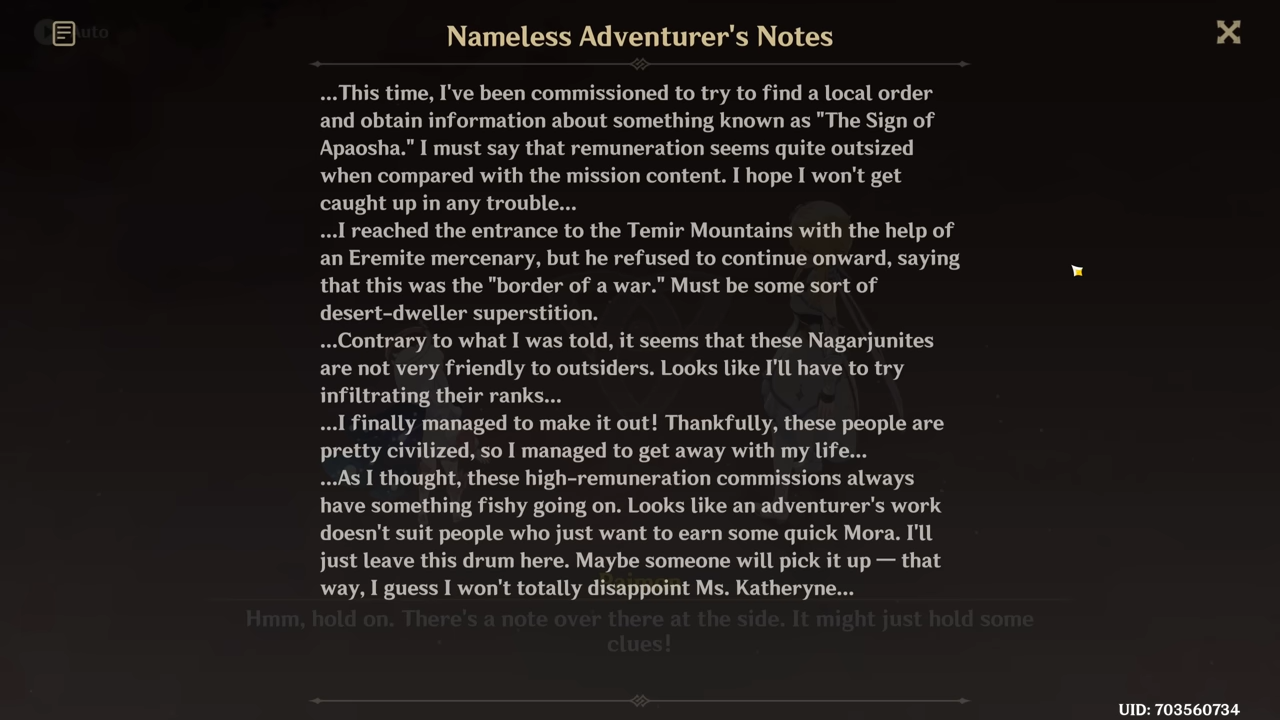 Auto
Nameless Adventurer's Notes
...This time, I've been commissioned to try to find a local order
and obtain information about something known as "The Sign of
Apaosha." I must say that remuneration seems quite outsized
when compared with the mission content. I hope I won't get
caught up in any trouble...
...I reached the entrance to the Temir Mountains with the help of
an Eremite mercenary, but he refused to continue onward, saying
that this was the "border of a war." Must be some sort of
desert-dweller superstition.
...Contrary to what I was told, it seems that these Nagarjunites
are not very friendly to outsiders. Looks like I'll have to try
infiltrating their ranks...
...I finally managed to make it out! Thankfully, these people are
pretty civilized, so I managed to get away with my life...
...As I thought, these high-remuneration commissions always
have something fishy going on. Looks like an adventurer's work
doesn't suit people who just want to earn some quick Mora. I'll
just leave this drum here. Maybe someone will pick it up — that
way, I guess I won't totally disappoint Ms. Katheryne...
Paimon
Hmm, hold on. There's a note over there at the side. It might just hold some
clues!
UID: 703560734